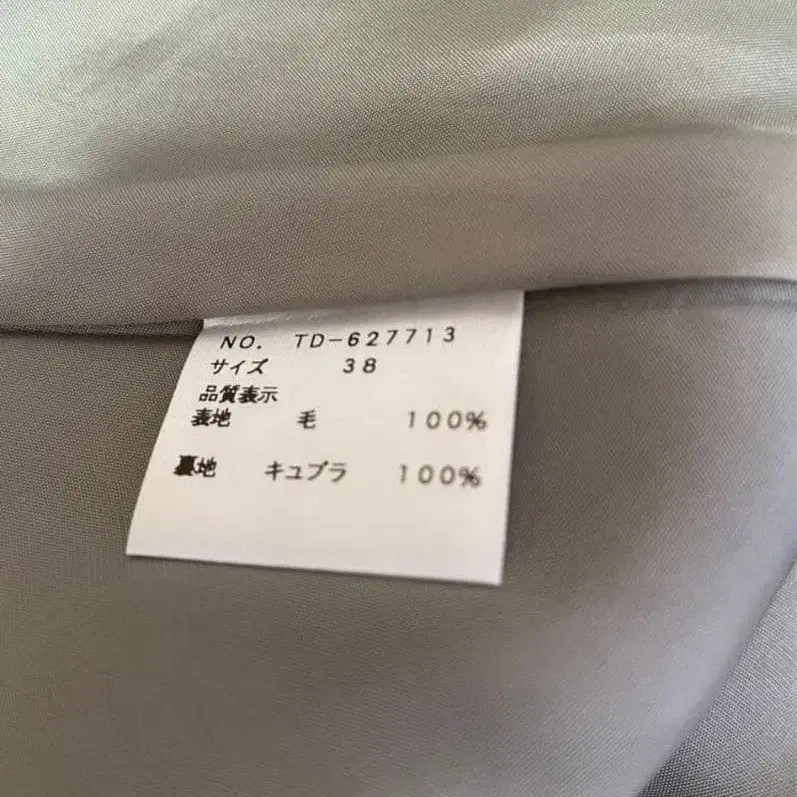 NO. TD-627713
サイズ 38
品質表示
表地 毛 100%
裏地 キュプラ 100%